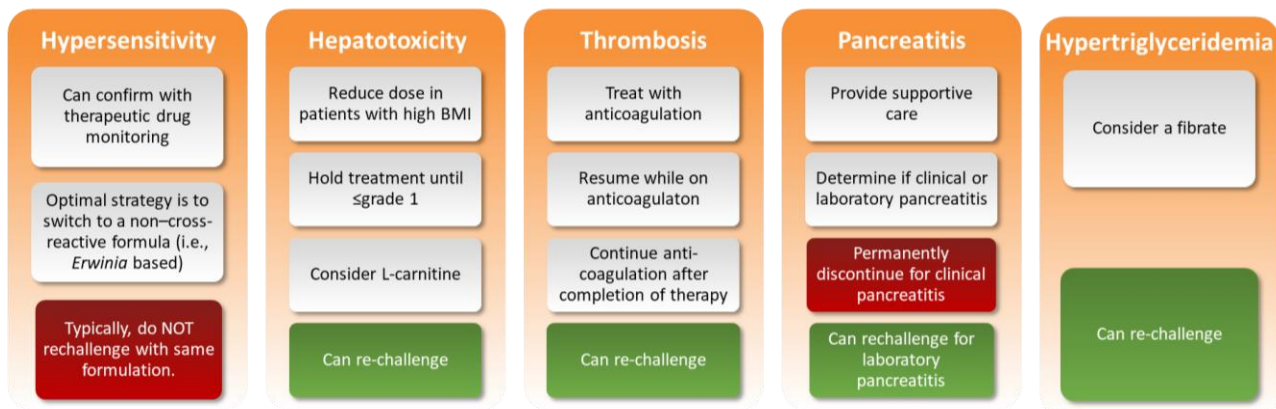 Hypersensitivity
Can confirm with
therapeutic drug
monitoring
Optimal strategy is to
switch to a non–cross-
reactive formula (i.e.,
Erwinia based)
Typically, do NOT
rechallenge with same
formulation.
Hepatotoxicity
Reduce dose in
patients with high BMI
Hold treatment until
≤grade 1
Consider L-carnitine
Can re-challenge
Thrombosis
Treat with
anticoagulation
Resume while on
anticoagulaton
Continue anti-
coagulation after
completion of therapy
Can re-challenge
Pancreatitis
Provide supportive
care
Determine if clinical or
laboratory pancreatitis
Permanently
discontinue for clinical
pancreatitis
Can rechallenge for
laboratory
pancreatitis
Hypertriglyceridemia
Consider a fibrate
Can re-challenge